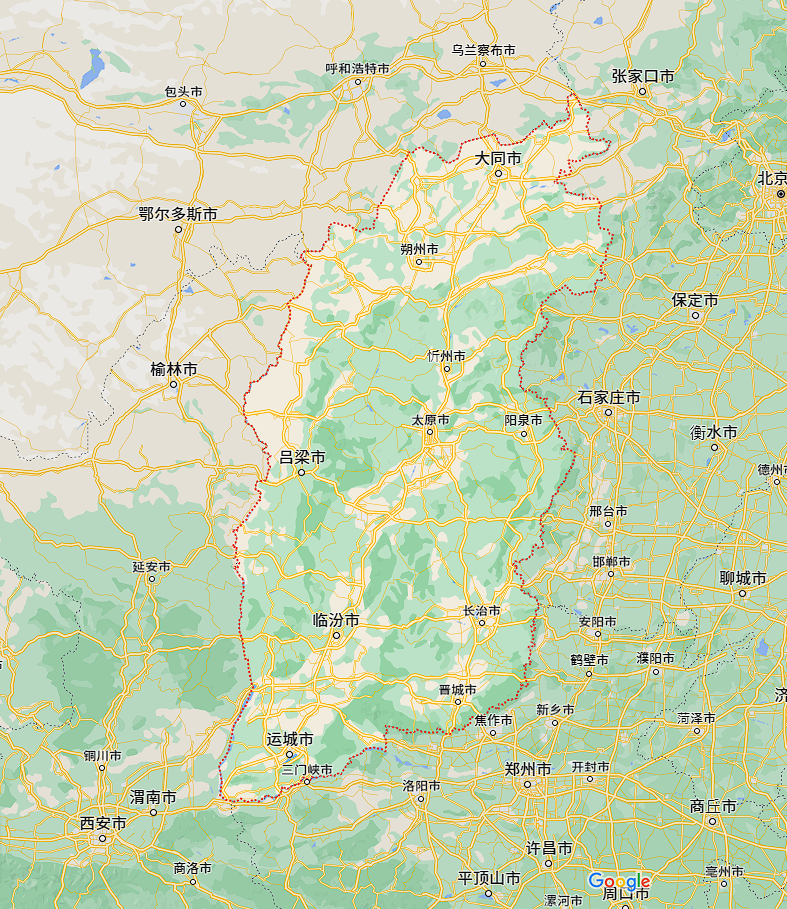 乌兰察布市
呼和浩特市
张家口市
包头市
大同市
北京
鄂尔多斯市
朔州市
保定市
忻州市
榆林市
石家庄市
太原市
阳泉市
衡水市
吕梁市
德州市
邢台市
延安市
邯郸市
聊城市
长治市
临汾市
安阳市
鹤壁市
濮阳市
晋城市
济
新乡市
焦作市
菏泽市
运城市
铜川市
三门峡市
郑州市
开封市
洛阳市
渭南市
商丘市
西安市
许昌市
商洛市
亳州市
平顶山市
Google
周口市
漯河市